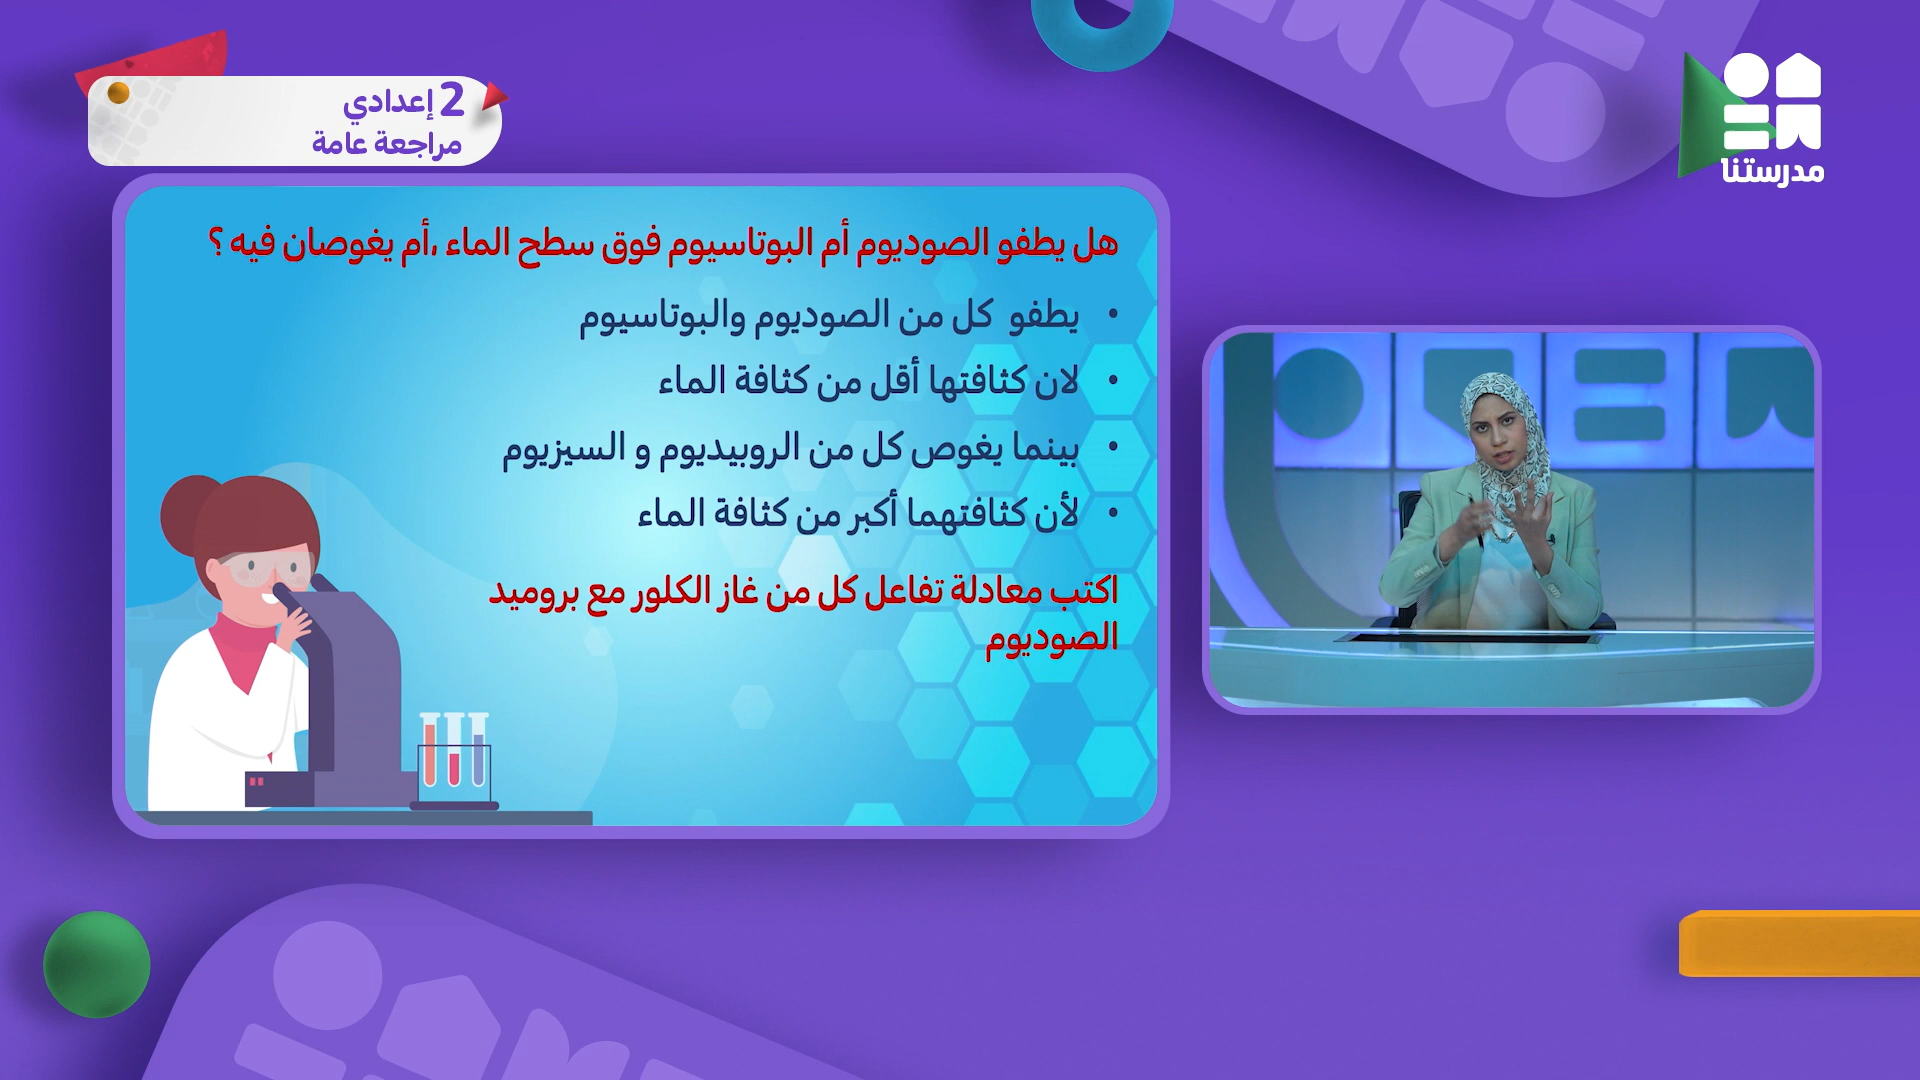 2 إعدادي
مراجعة عامة
مدرستنا
هل يطفو الصوديوم أم البوتاسيوم فوق سطح الماء ،أم يغوصان فيه ؟
• يطفو كل من الصوديوم والبوتاسيوم
• لان كثافتها أقل من كثافة الماء
• بينما يغوص كل من الروبيديوم و السيزيوم
• لأن كثافتهما أكبر من كثافة الماء
اكتب معادلة تفاعل كل من غاز الكلور مع بروميد
الصوديوم